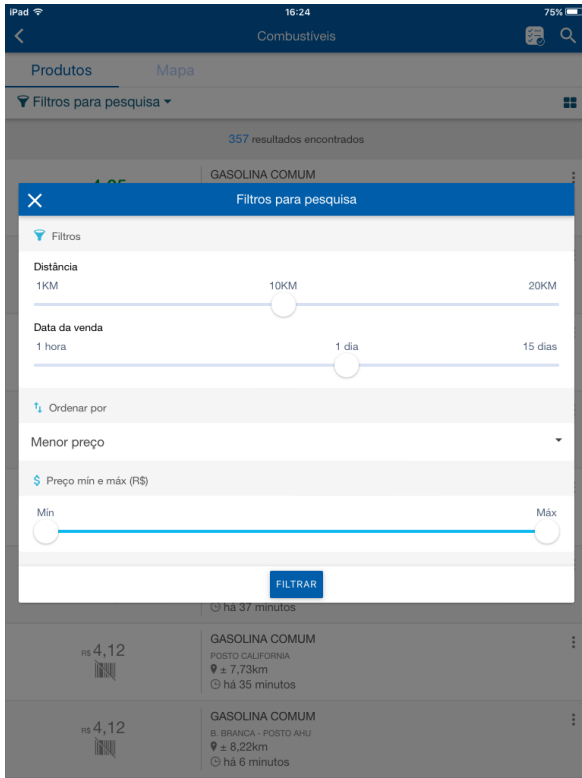 iPad 16:24 75%
Combustíveis
Produtos Mapa
Filtros para pesquisa
357 resultados encontrados
GASOLINA COMUM
Filtros para pesquisa
Filtros
Distância
1KM 10KM 20KM
Data da venda
1 hora 1 dia 15 dias
Ordenar por
Menor preço
$ Preço mín e máx (R$)
Mín Máx
FILTRAR
há 37 minutos
GASOLINA COMUM
R$ 4,12
POSTO CALIFORNIA
± 7,73km
há 35 minutos
GASOLINA COMUM
R$ 4,12
B. BRANCA - POSTO AHU
± 8,22km
há 6 minutos